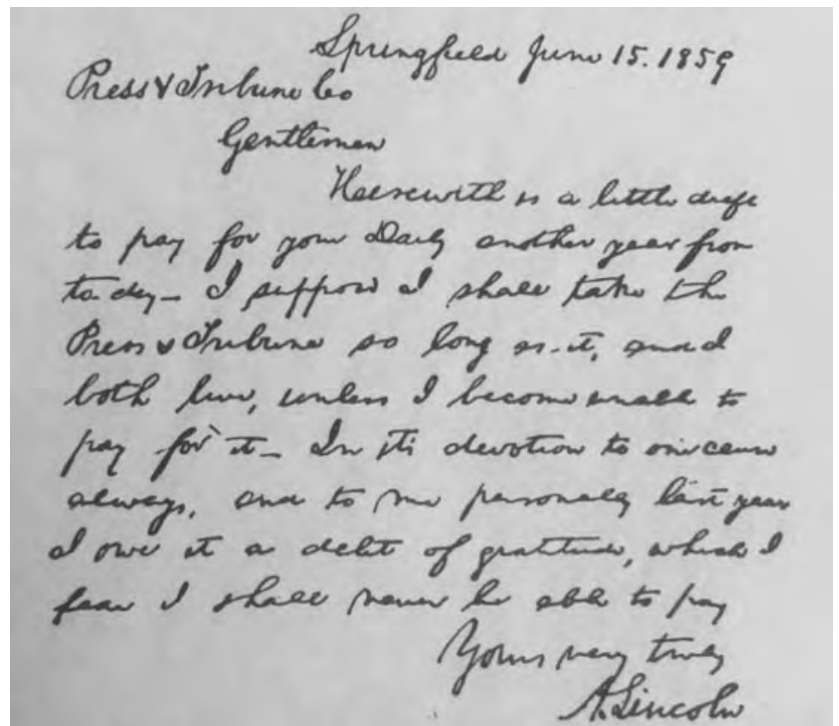 Springfield June 15. 1859
Press & Tribune Co
Gentlemen
Herewith is a little draft
to pay for your Daily another year from
to-day— I suppose I shall take the
Press & Tribune so long as it, and I
both live, unless I become unable to
pay for it— In its devotion to our cause
always, and to me personally last year
I owe it a debt of gratitude, which I
fear I shall never be able to pay
Yours very truly
A. Lincoln